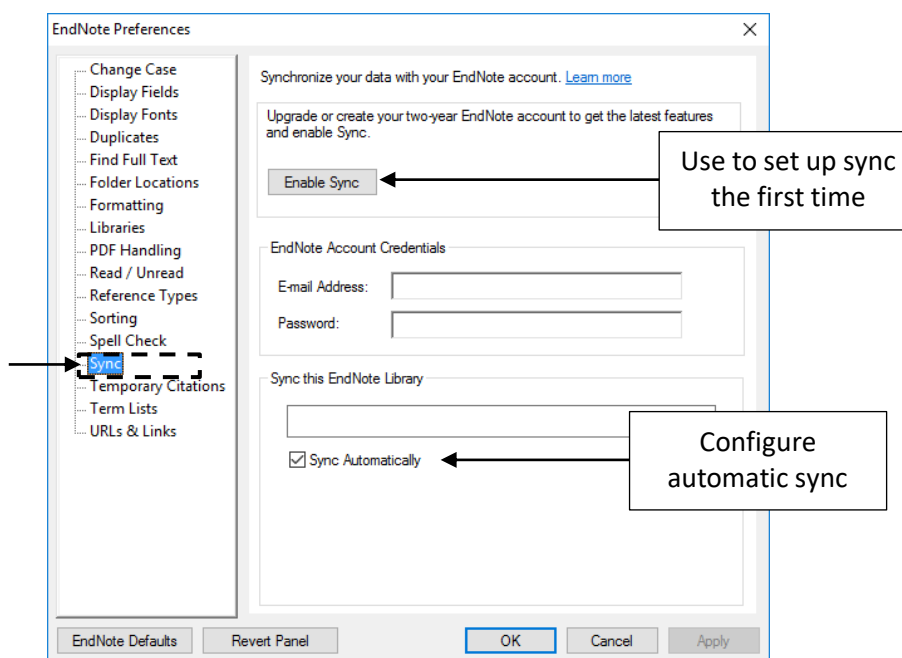 EndNote Preferences
Change Case
Display Fields
Display Fonts
Duplicates
Find Full Text
Folder Locations
Formatting
Libraries
PDF Handling
Read / Unread
Reference Types
Sorting
Spell Check
Sync
Temporary Citations
Term Lists
URLs & Links
Synchronize your data with your EndNote account. Learn more
Upgrade or create your two-year EndNote account to get the latest features
and enable Sync.
Enable Sync
Use to set up sync
the first time
EndNote Account Credentials
E-mail Address:
Password:
Sync this EndNote Library
Sync Automatically
Configure
automatic sync
EndNote Defaults
Revert Panel
OK
Cancel
Apply